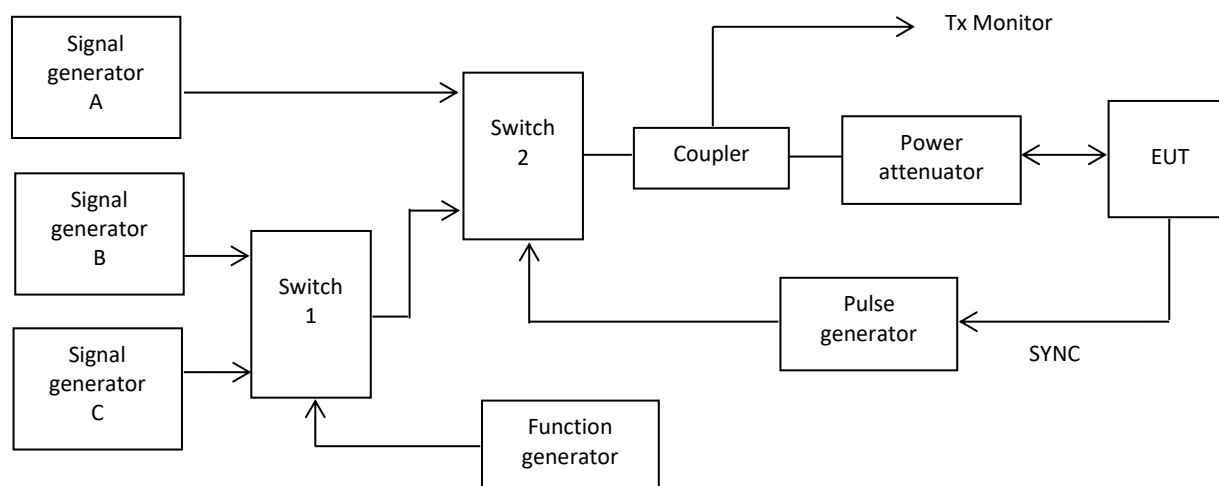 Signal
generator
A
Tx Monitor
Switch
2
Coupler
Power
attenuator
EUT
Signal
generator
B
Switch
1
Pulse
generator
SYNC
Signal
generator
C
Function
generator